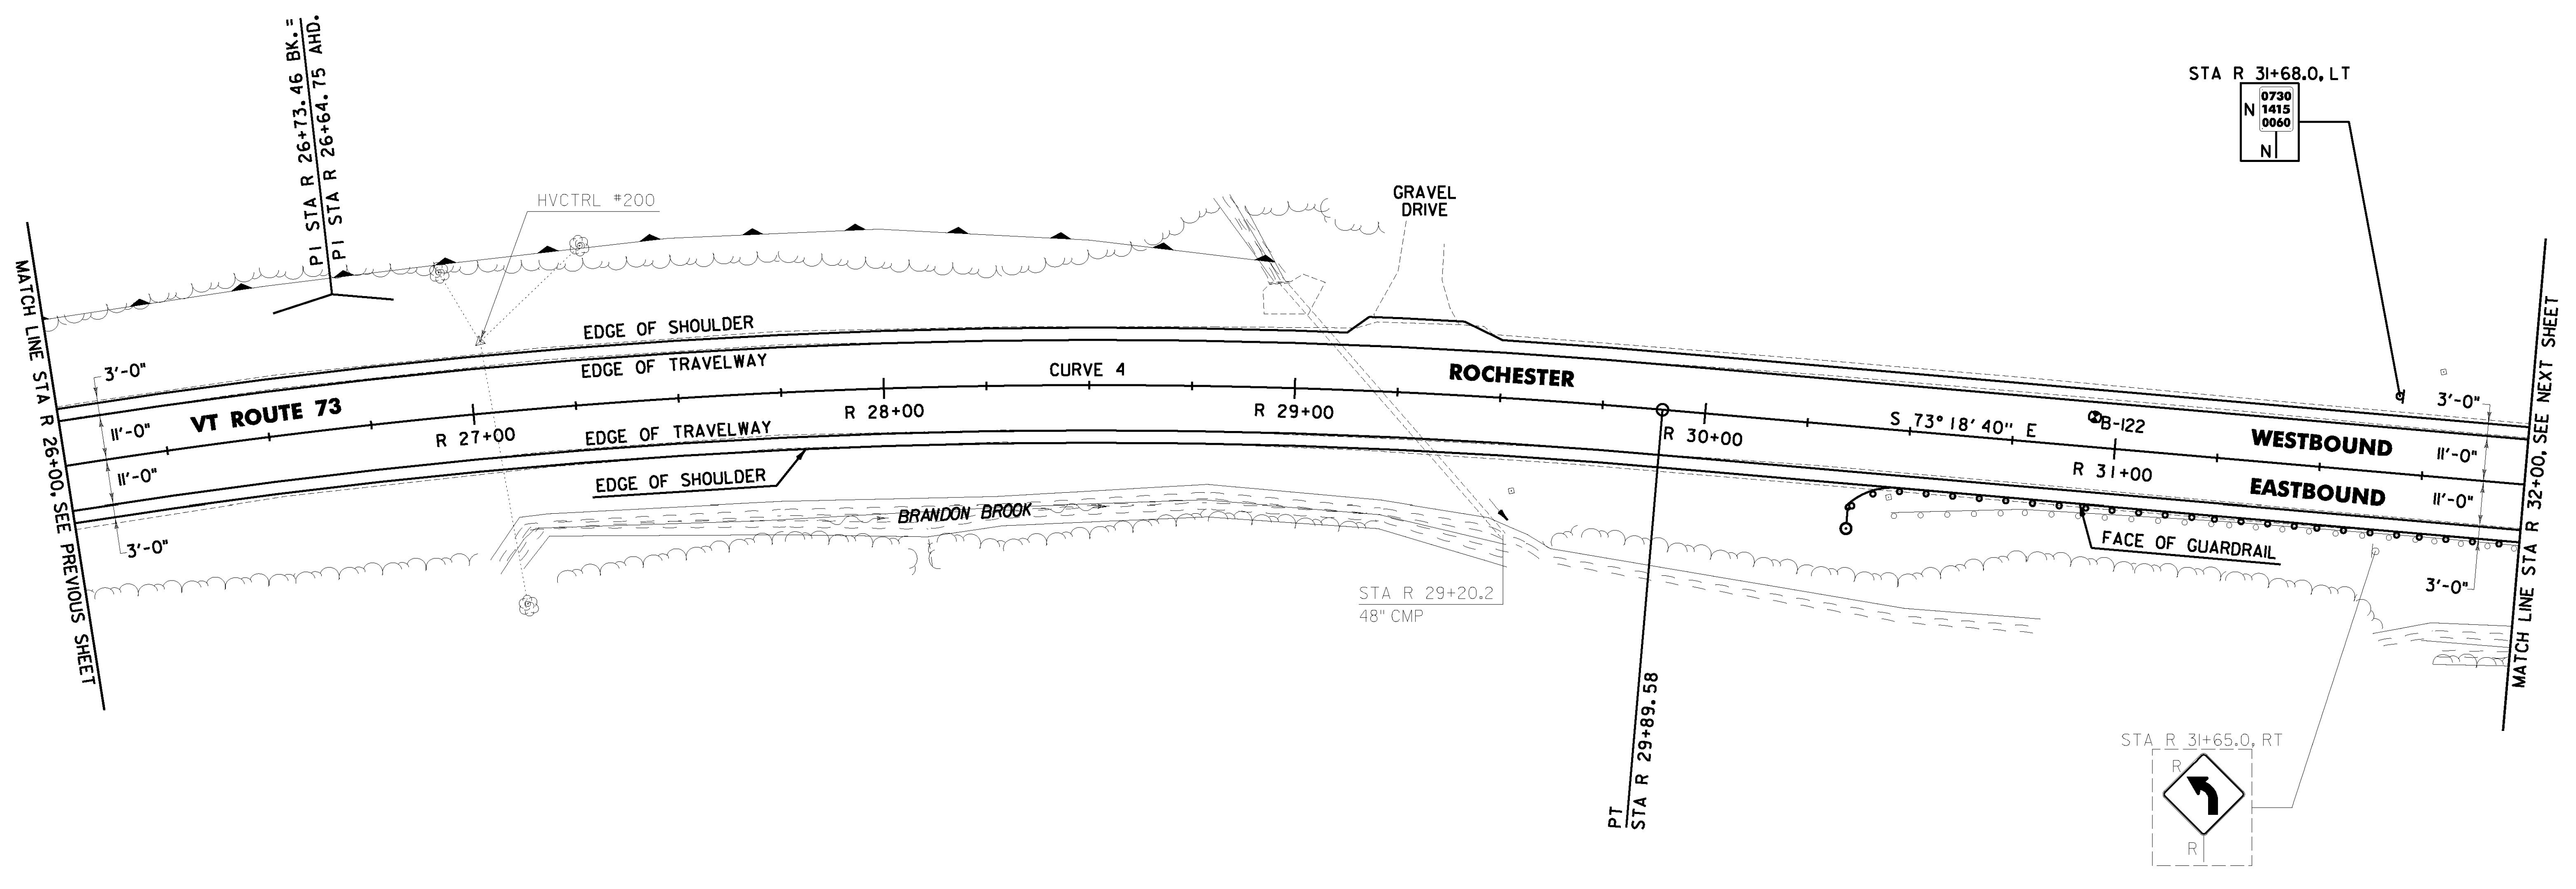 PI STA R 26+73.46 BK.=
PI STA R 26+64.75 AHD.
STA R 31+68.0, LT
0730
N 1415
0060
N
HVCTRL #200
GRAVEL
DRIVE
MATCH LINE STA R 26+00, SEE PREVIOUS SHEET
EDGE OF SHOULDER
EDGE OF TRAVELWAY
CURVE 4
ROCHESTER
3'-0"
11'-0"
11'-0"
3'-0"
VT ROUTE 73
R 27+00
R 28+00
R 29+00
R 30+00
S 73° 18' 40" E
B-122
R 31+00
WESTBOUND
EASTBOUND
3'-0"
11'-0"
11'-0"
3'-0"
MATCH LINE STA R 32+00, SEE NEXT SHEET
EDGE OF TRAVELWAY
EDGE OF SHOULDER
BRANDON BROOK
FACE OF GUARDRAIL
STA R 29+20.2
48" CMP
PT
STA R 29+89.58
STA R 31+65.0, RT
R
R